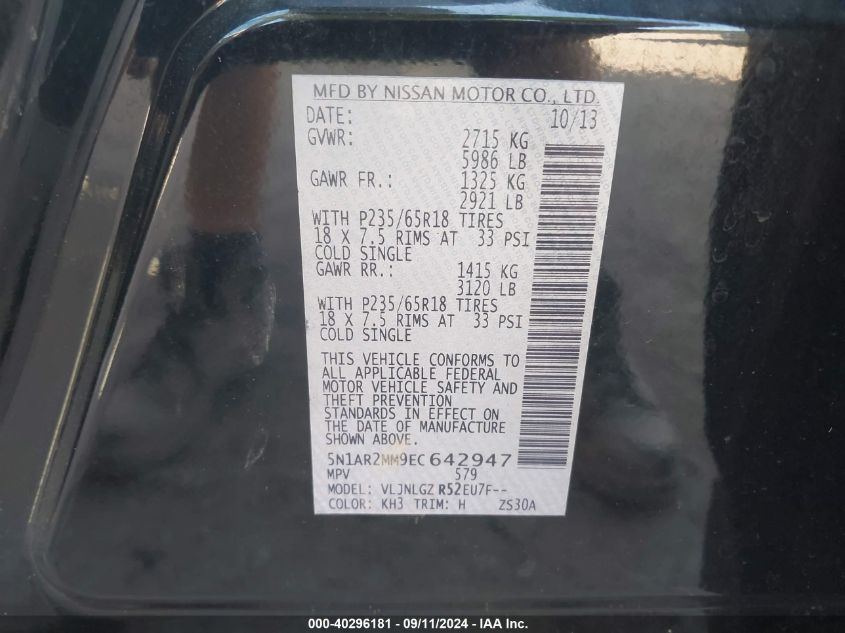 MFD BY NISSAN MOTOR CO., LTD.
DATE: 10/13
GVWR: 2715 KG
5986 LB
GAWR FR.: 1325 KG
2921 LB
WITH P235/65R18 TIRES
18 X 7.5 RIMS AT 33 PSI
COLD SINGLE
GAWR RR.: 1415 KG
3120 LB
WITH P235/65R18 TIRES
18 X 7.5 RIMS AT 33 PSI
COLD SINGLE
THIS VEHICLE CONFORMS TO
ALL APPLICABLE FEDERAL
MOTOR VEHICLE SAFETY AND
THEFT PREVENTION
STANDARDS IN EFFECT ON
THE DATE OF MANUFACTURE
SHOWN ABOVE.
5N1AR2MM9EC642947
MPV 579
MODEL: VLJNLGZ R52EU7F--
COLOR: KH3 TRIM: H ZS30A
000-40296181 - 09/11/2024 - IAA Inc.